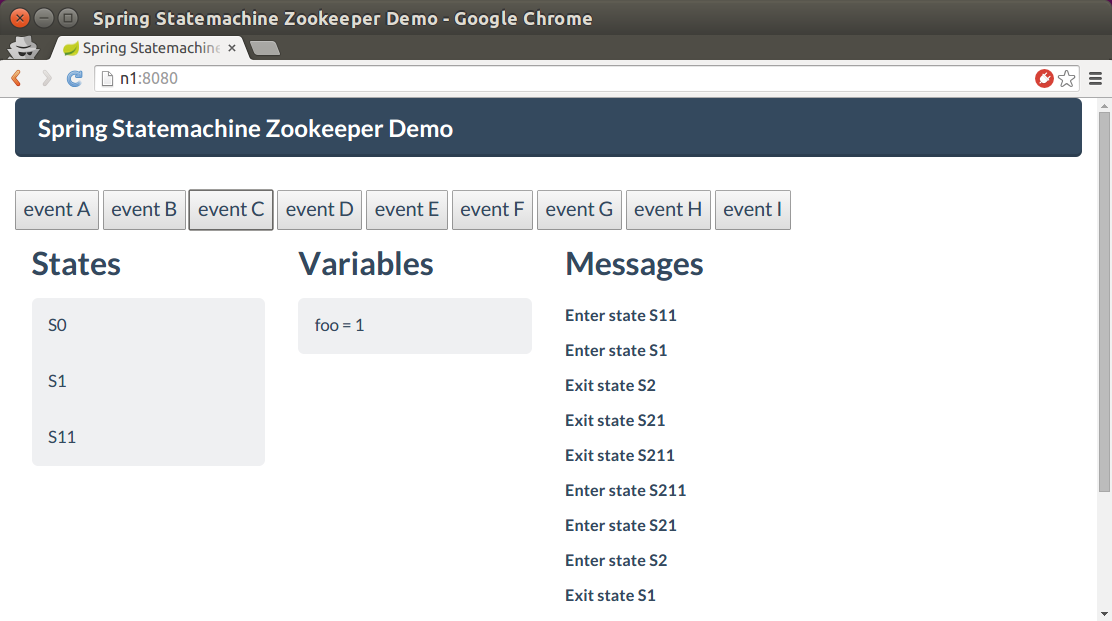 Spring Statemachine Zookeeper Demo - Google Chrome
Spring Statemachine
n1:8080
Spring Statemachine Zookeeper Demo
event A event B event C event D event E event F event G event H event I
States Variables Messages
S0
S1
S11
foo = 1
Enter state S11
Enter state S1
Exit state S2
Exit state S21
Exit state S211
Enter state S211
Enter state S21
Enter state S2
Exit state S1